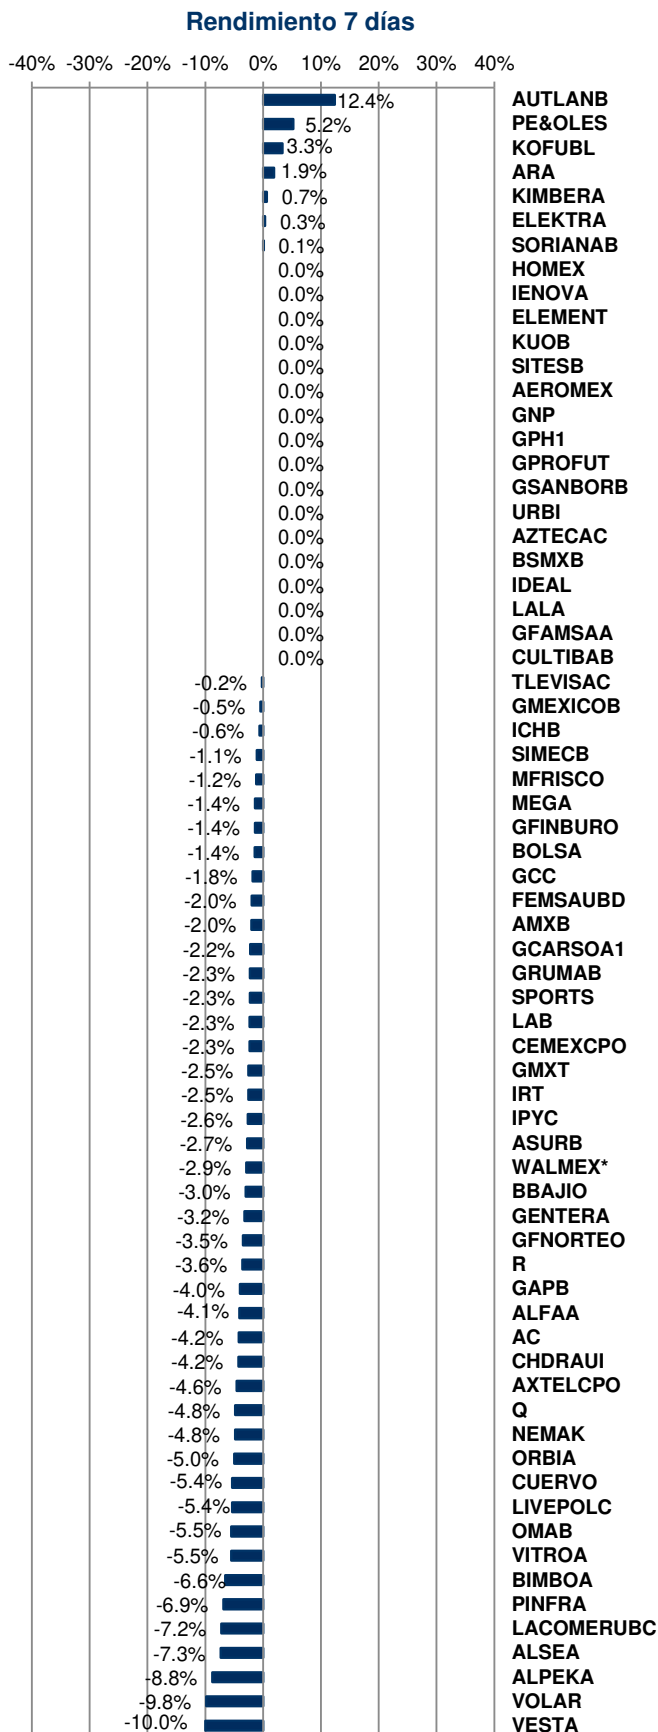 Rendimiento 7 días
-40% -30% -20% -10% 0% 10% 20% 30% 40%
12.4% AUTLANB
5.2% PE&OLES
3.3% KOFUBL
1.9% ARA
0.7% KIMBERA
0.3% ELEKTRA
0.1% SORIANAB
0.0% HOMEX
0.0% IENOVA
0.0% ELEMENT
0.0% KUOB
0.0% SITESB
0.0% AEROMEX
0.0% GNP
0.0% GPH1
0.0% GPROFUT
0.0% GSANBORB
0.0% URBI
0.0% AZTECAC
0.0% BSMXB
0.0% IDEAL
0.0% LALA
0.0% GFAMSAA
0.0% CULTIBAB
-0.2% TLEVISAC
-0.5% GMEXICOB
-0.6% ICHB
-1.1% SIMECB
-1.2% MFRISCO
-1.4% MEGA
-1.4% GFINBURO
-1.4% BOLSA
-1.8% GCC
-2.0% FEMSAUBD
-2.0% AMXB
-2.2% GCARSOA1
-2.3% GRUMAB
-2.3% SPORTS
-2.3% LAB
-2.3% CEMEXCPO
-2.5% GMXT
-2.5% IRT
-2.6% IPYC
-2.7% ASURB
-2.9% WALMEX*
-3.0% BBAJIO
-3.2% GENTERA
-3.5% GFNORTEO
-3.6% R
-4.0% GAPB
-4.1% ALFAA
-4.2% AC
-4.2% CHDRAUI
-4.6% AXTELCPO
-4.8% Q
-4.8% NEMAK
-5.0% ORBIA
-5.4% CUERVO
-5.4% LIVEPOLC
-5.5% OMAB
-5.5% VITROA
-6.6% BIMBOA
-6.9% PINFRA
-7.2% LACOMERUBC
-7.3% ALSEA
-8.8% ALPEKA
-9.8% VOLAR
-10.0% VESTA